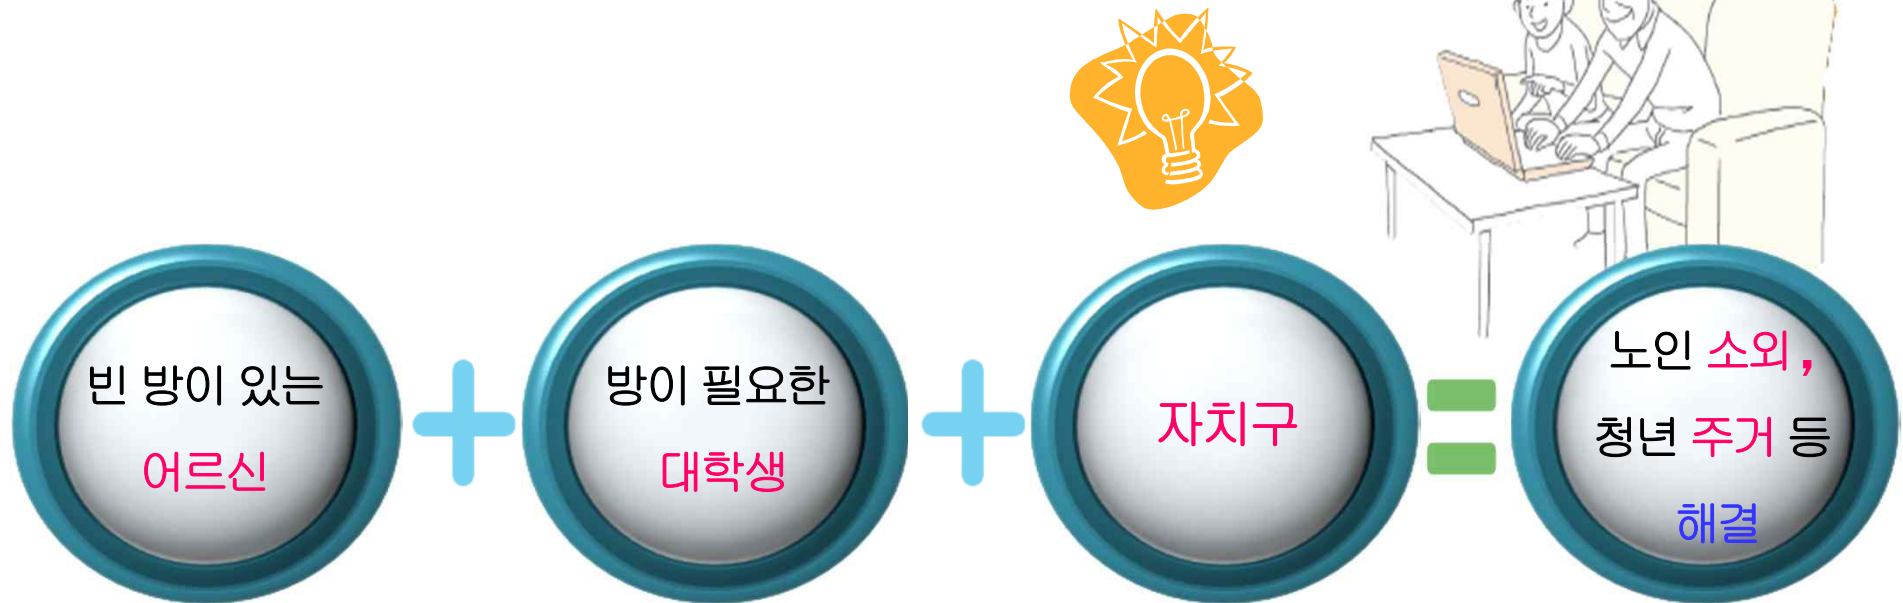 빈 방이 있는
어르신
방이 필요한
대학생
자치구
노인 소외,
청년 주거 등
해결